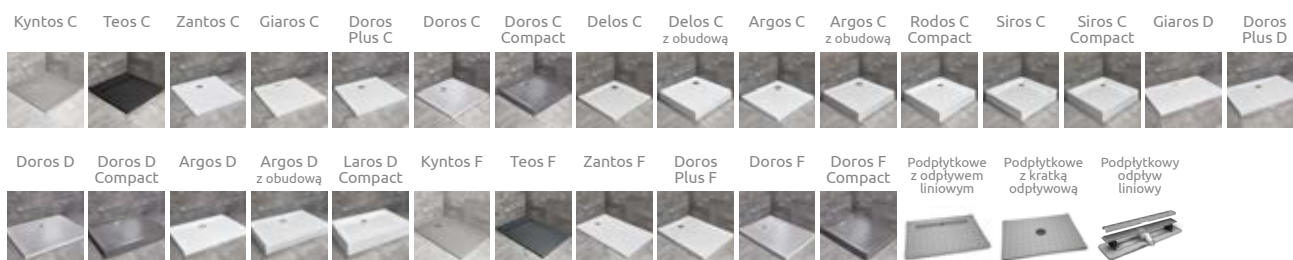 Kyntos C
Teos C
Zantos C
Giaros C
Doros
Plus C
Doros C
Doros C
Compact
Delos C
Delos C
z obudową
Argos C
Argos C
z obudową
Rodos C
Compact
Siros C
Siros C
Compact
Giaros D
Doros
Plus D
Doros D
Doros D
Compact
Argos D
Argos D
z obudową
Laros D
Compact
Kyntos F
Teos F
Zantos F
Doros
Plus F
Doros F
Doros F
Compact
Podpłytkowe
z odpływem
liniowym
Podpłytkowe
z kratką
odpływową
Podpłytkowy
odpływ
liniowy